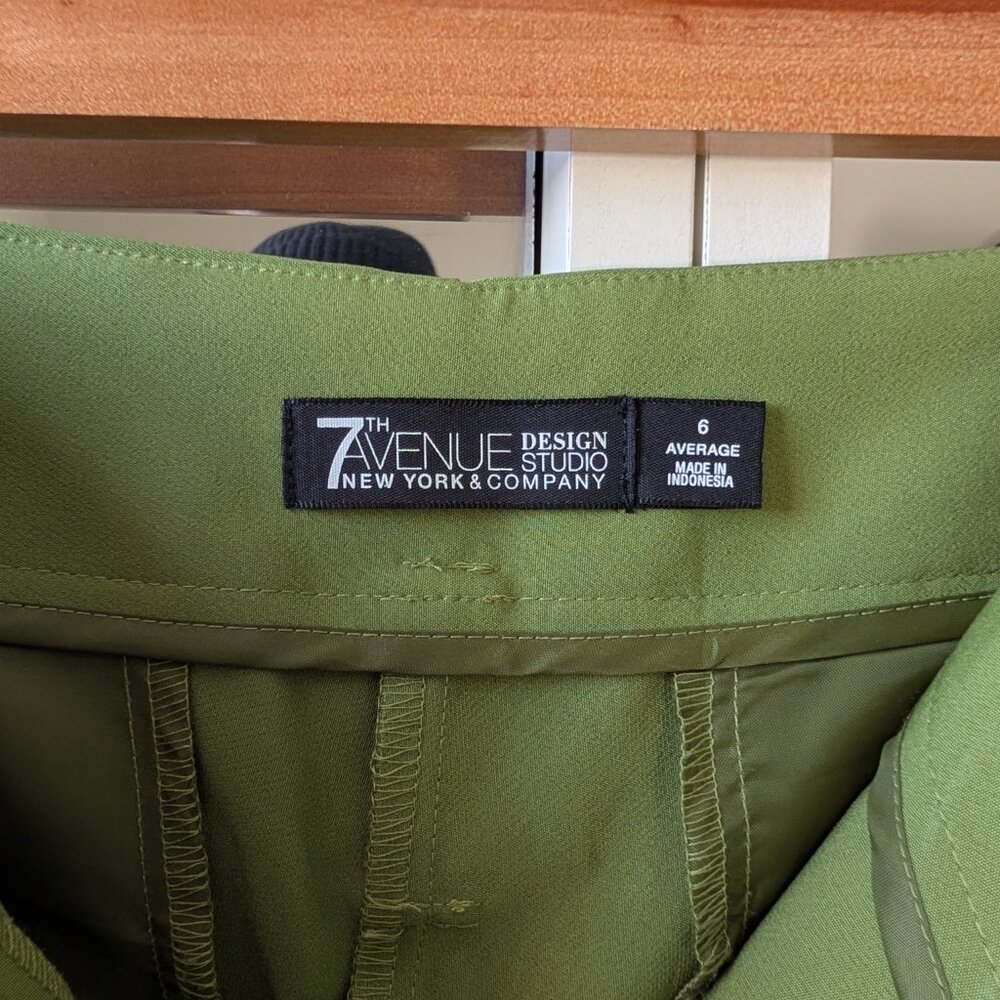 7TH AVENUE DESIGN STUDIO
NEW YORK & COMPANY
6
AVERAGE
MADE IN
INDONESIA